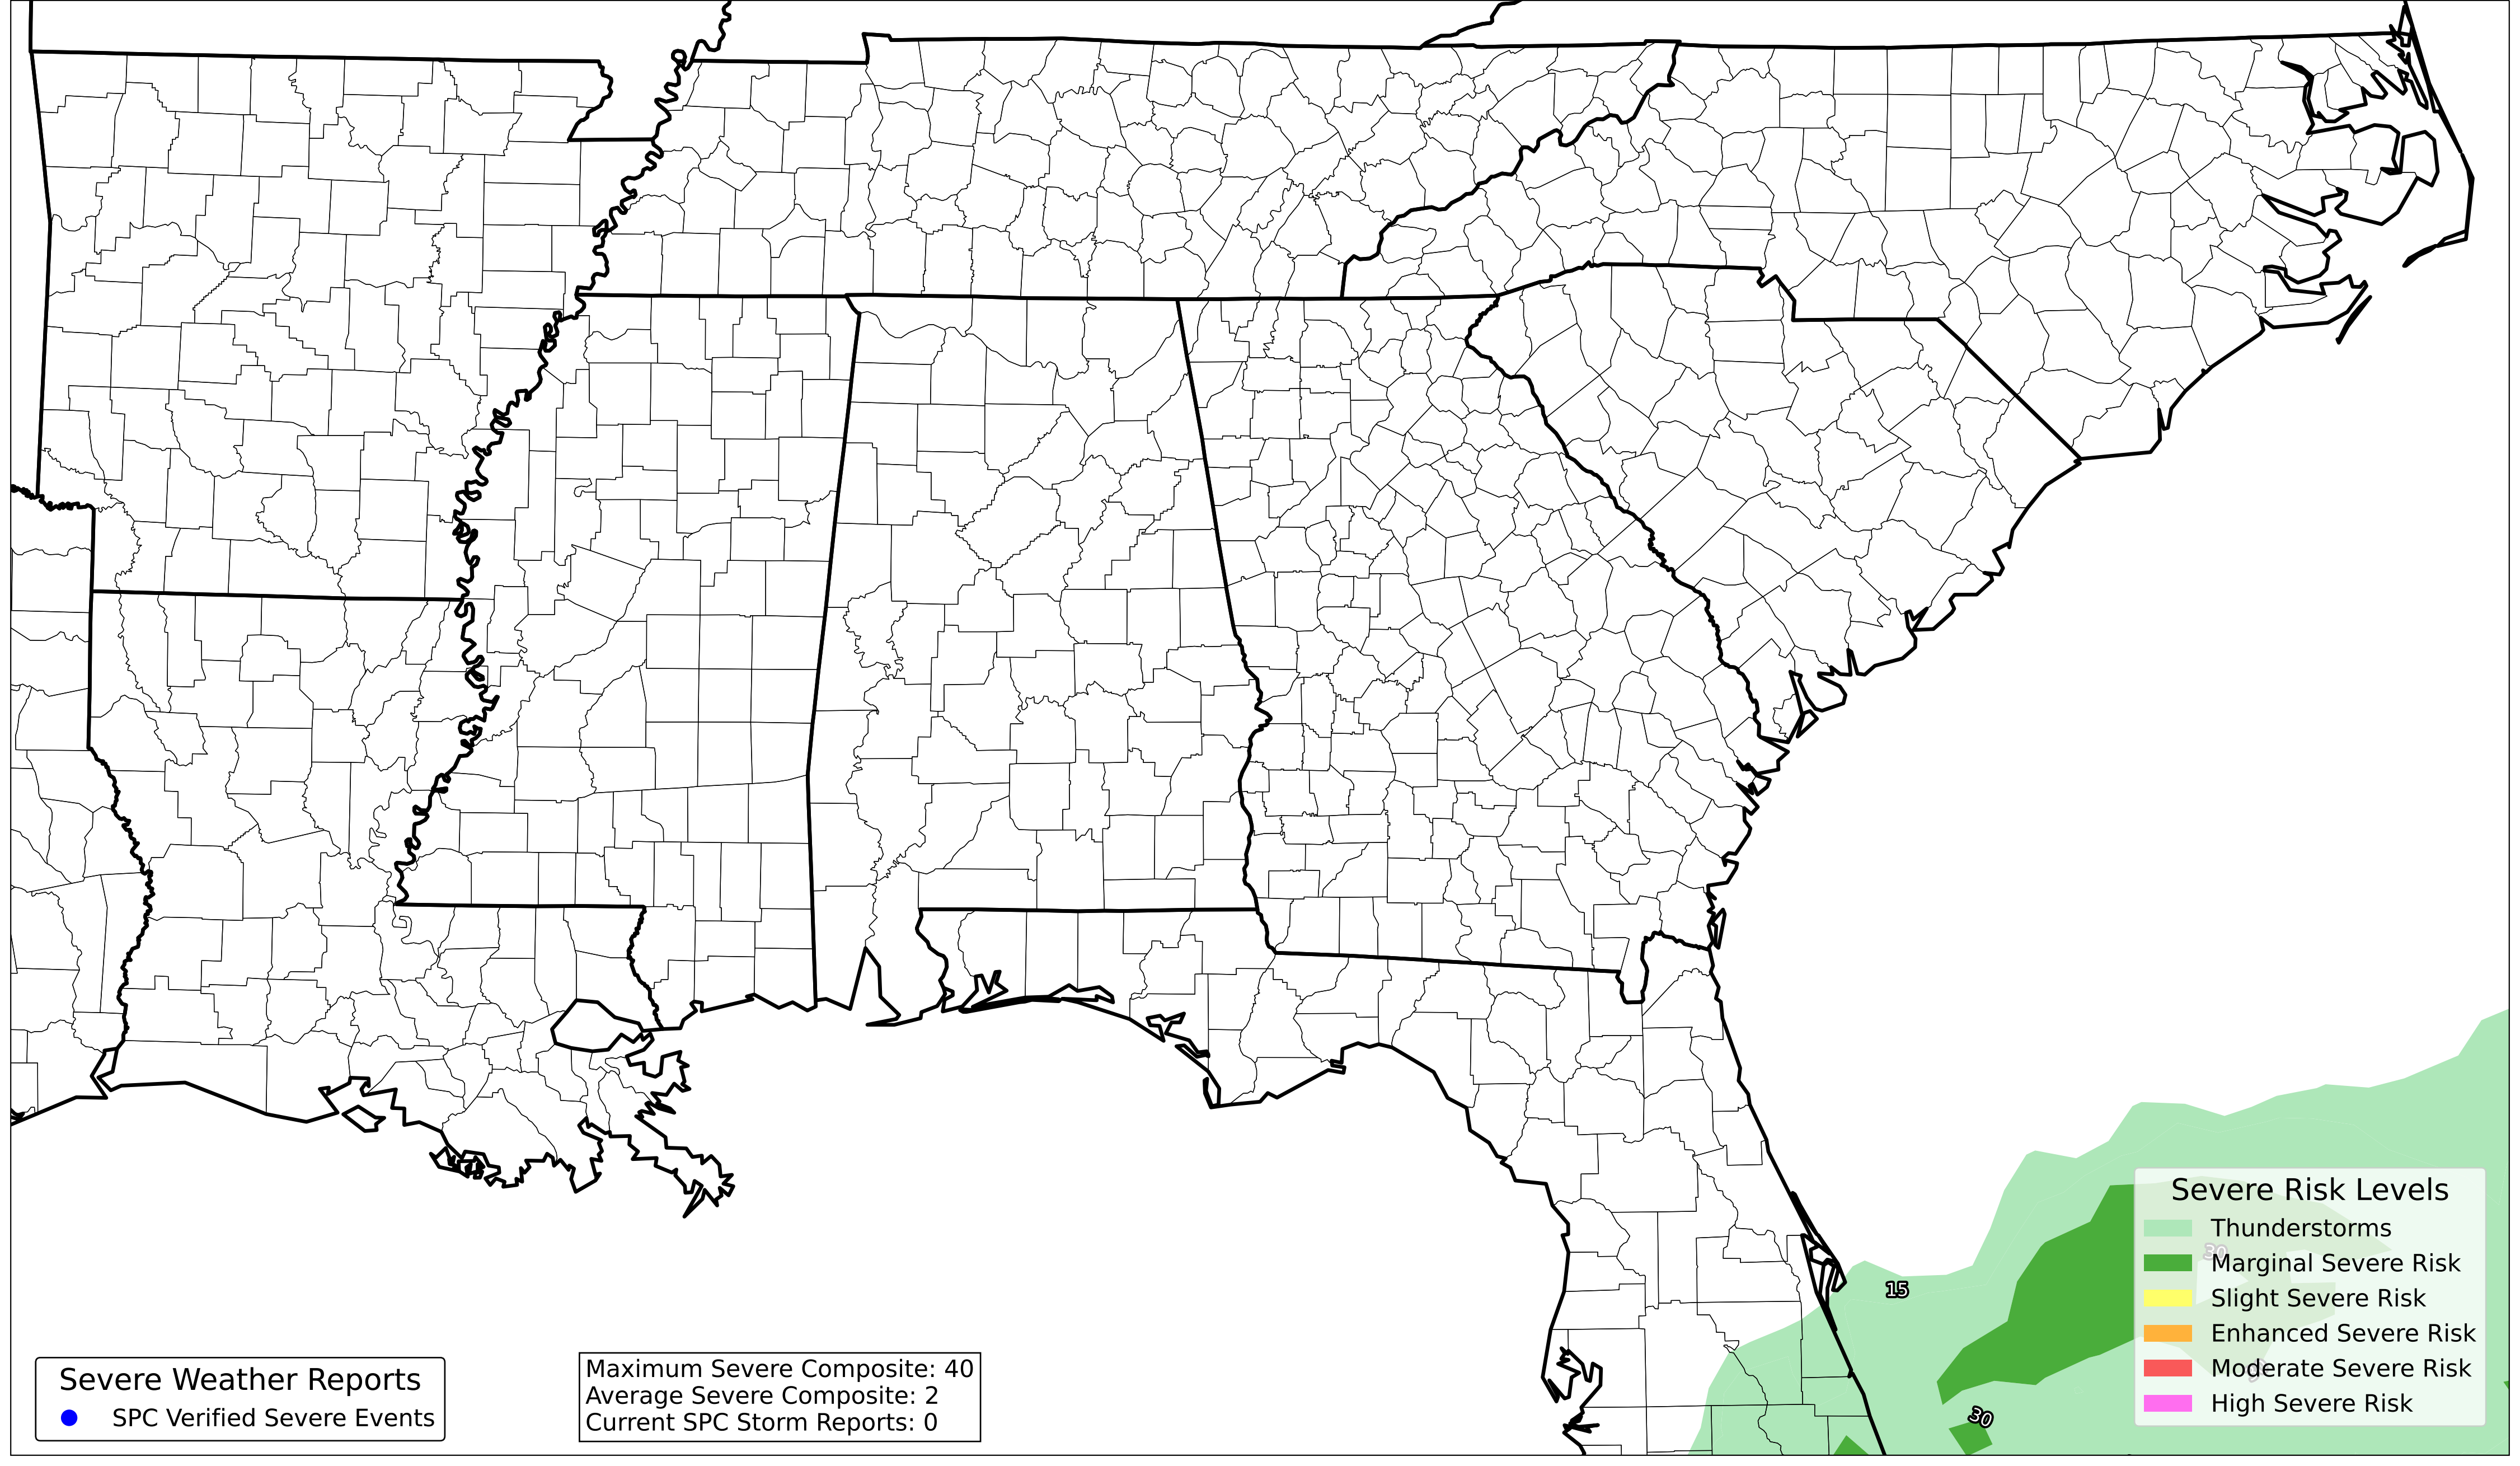 15
30
30
Severe Risk Levels
Thunderstorms
Marginal Severe Risk
Slight Severe Risk
Enhanced Severe Risk
Moderate Severe Risk
High Severe Risk
Severe Weather Reports
SPC Verified Severe Events
Maximum Severe Composite: 40
Average Severe Composite: 2
Current SPC Storm Reports: 0